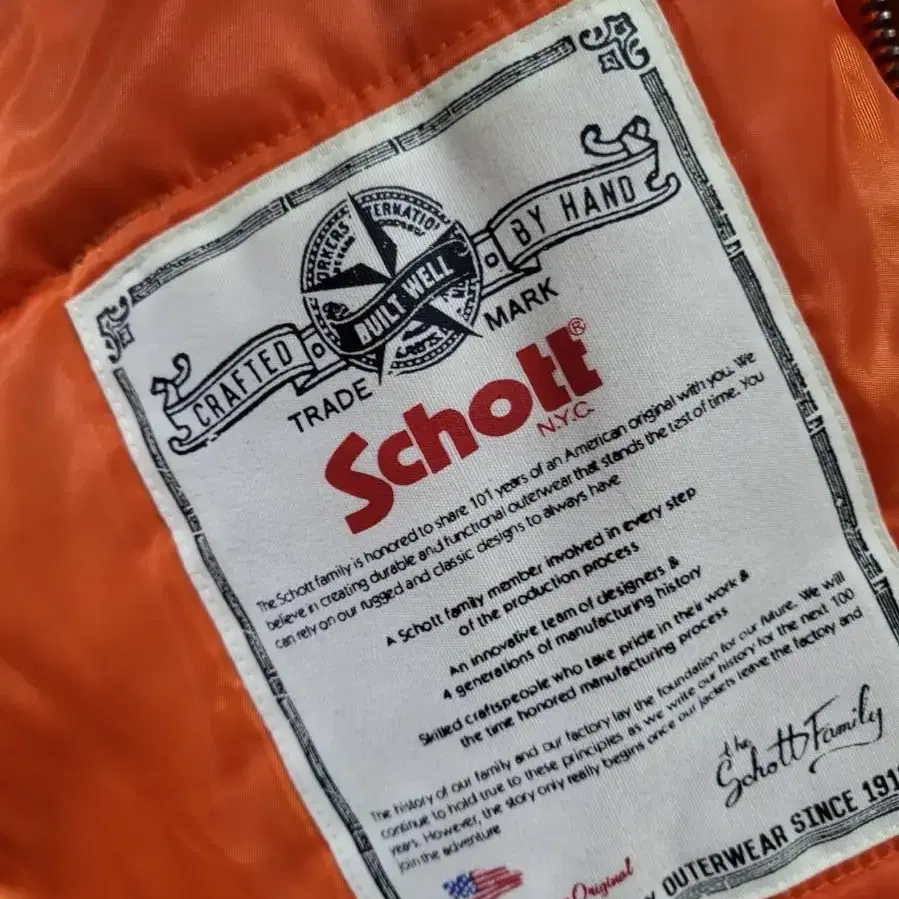 ORKERS TERNATIO
BUILT WELL
CRAFTED BY HAND
TRADE MARK
Schott®
N.Y.C.
The Schott family is honored to share 101 years of an American original with you. We
believe in creating durable and functional outerwear that stands the test of time. You
can rely on our rugged and classic designs to always have
A Schott family member involved in every step
of the production process
An innovative team of designers &
4 generations of manufacturing history
Skilled craftspeople who take pride in their work &
the time honored manufacturing process
The history of our family and our factory lay the foundation for our future. We will
continue to hold true to these principles as we write our history for the next 100
years. However, the story only really begins once our jackets leave the factory and
join the adventure
the
Schott Family
Original
OUTERWEAR SINCE 191